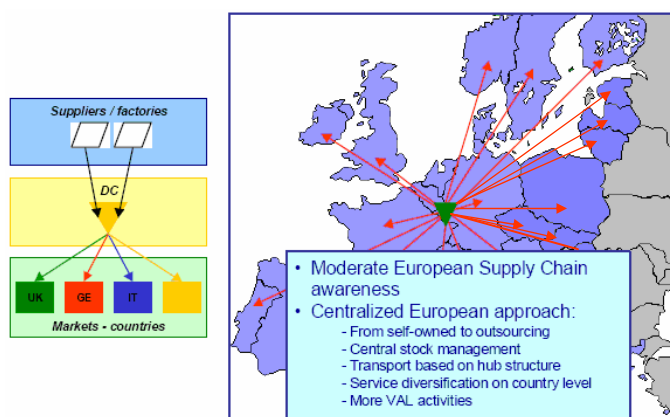 Suppliers / factories
DC
UK GE IT
Markets - countries
• Moderate European Supply Chain
awareness
• Centralized European approach:
- From self-owned to outsourcing
- Central stock management
- Transport based on hub structure
- Service diversification on country level
- More VAL activities